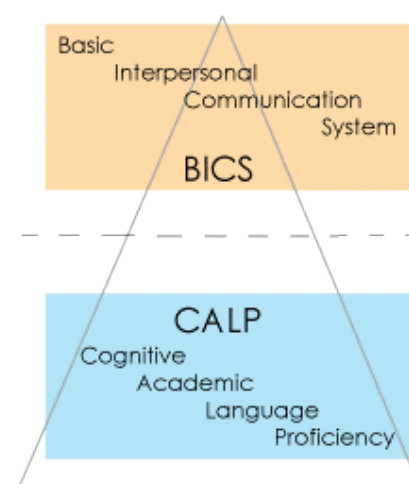 Basic
Interpersonal
Communication
System
BICS
CALP
Cognitive
Academic
Language
Proficiency